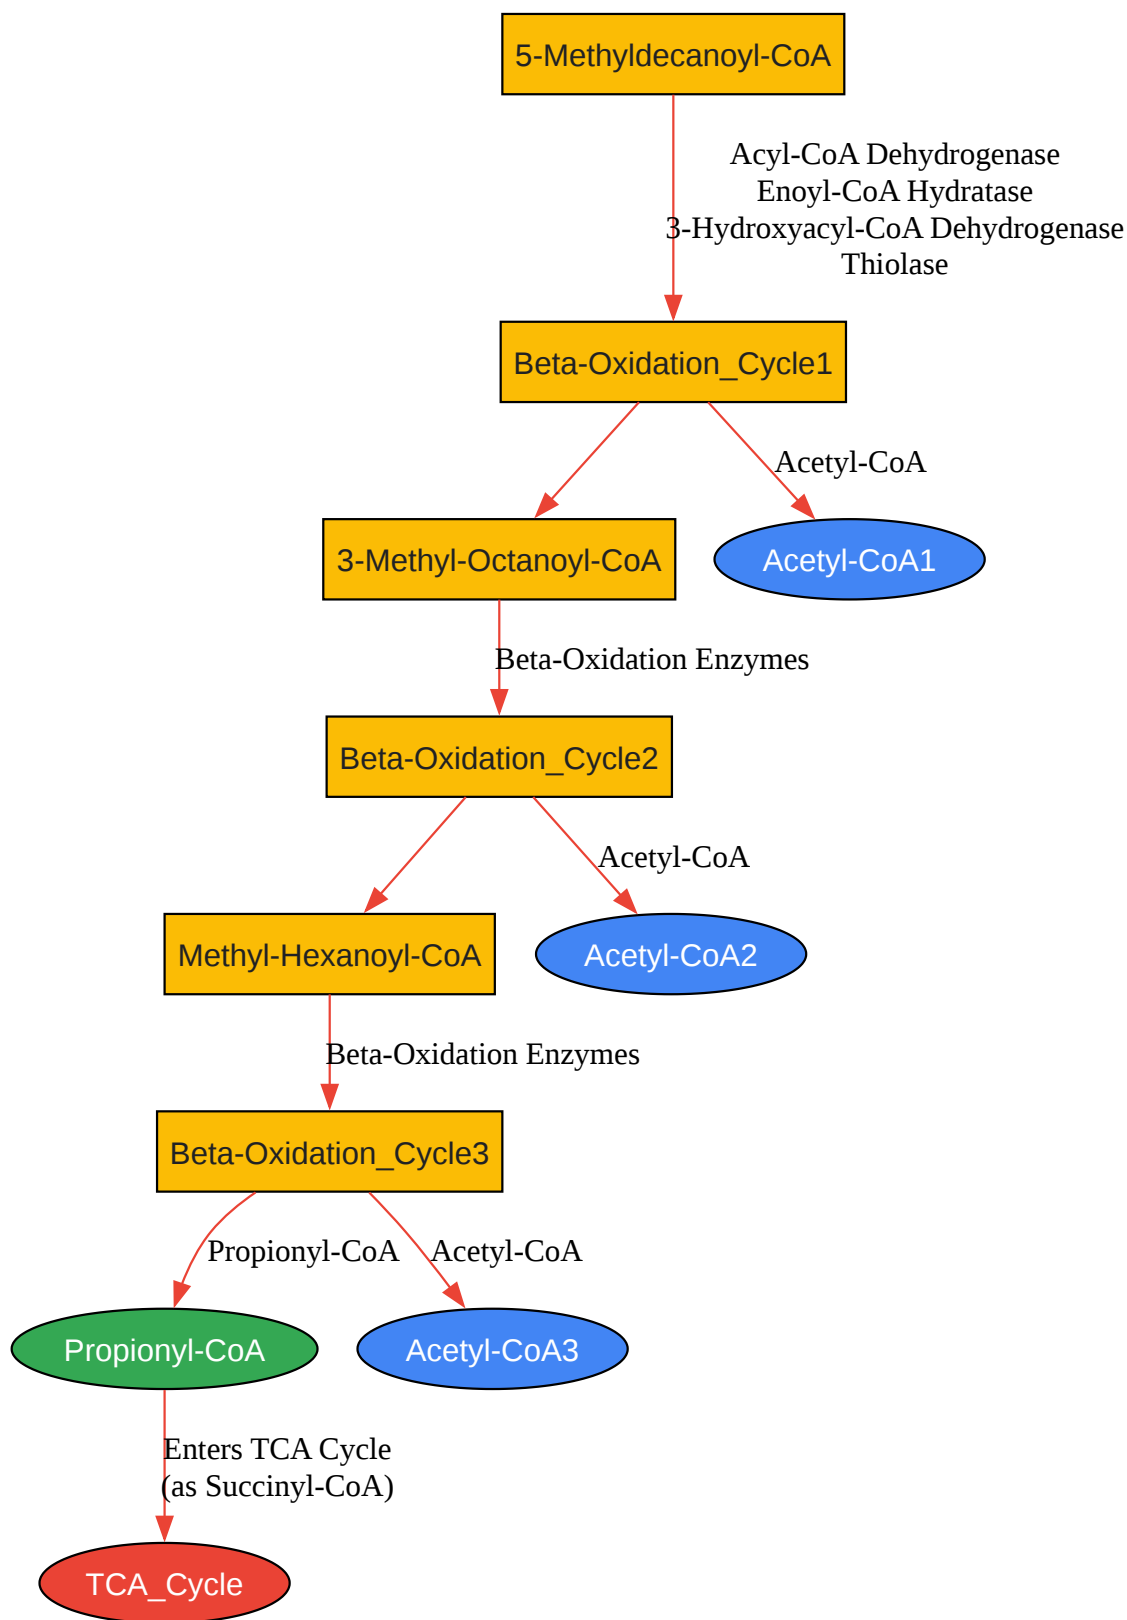 5-Methyldecanoyl-CoA
Acyl-CoA Dehydrogenase
Enoyl-CoA Hydratase
3-Hydroxyacyl-CoA Dehydrogenase
Thiolase
Beta-Oxidation_Cycle1
Acetyl-CoA
3-Methyl-Octanoyl-CoA
Acetyl-CoA1
Beta-Oxidation Enzymes
Beta-Oxidation_Cycle2
Acetyl-CoA
Methyl-Hexanoyl-CoA
Acetyl-CoA2
Beta-Oxidation Enzymes
Beta-Oxidation_Cycle3
Propionyl-CoA
Acetyl-CoA
Propionyl-CoA
Acetyl-CoA3
Enters TCA Cycle
(as Succinyl-CoA)
TCA_Cycle